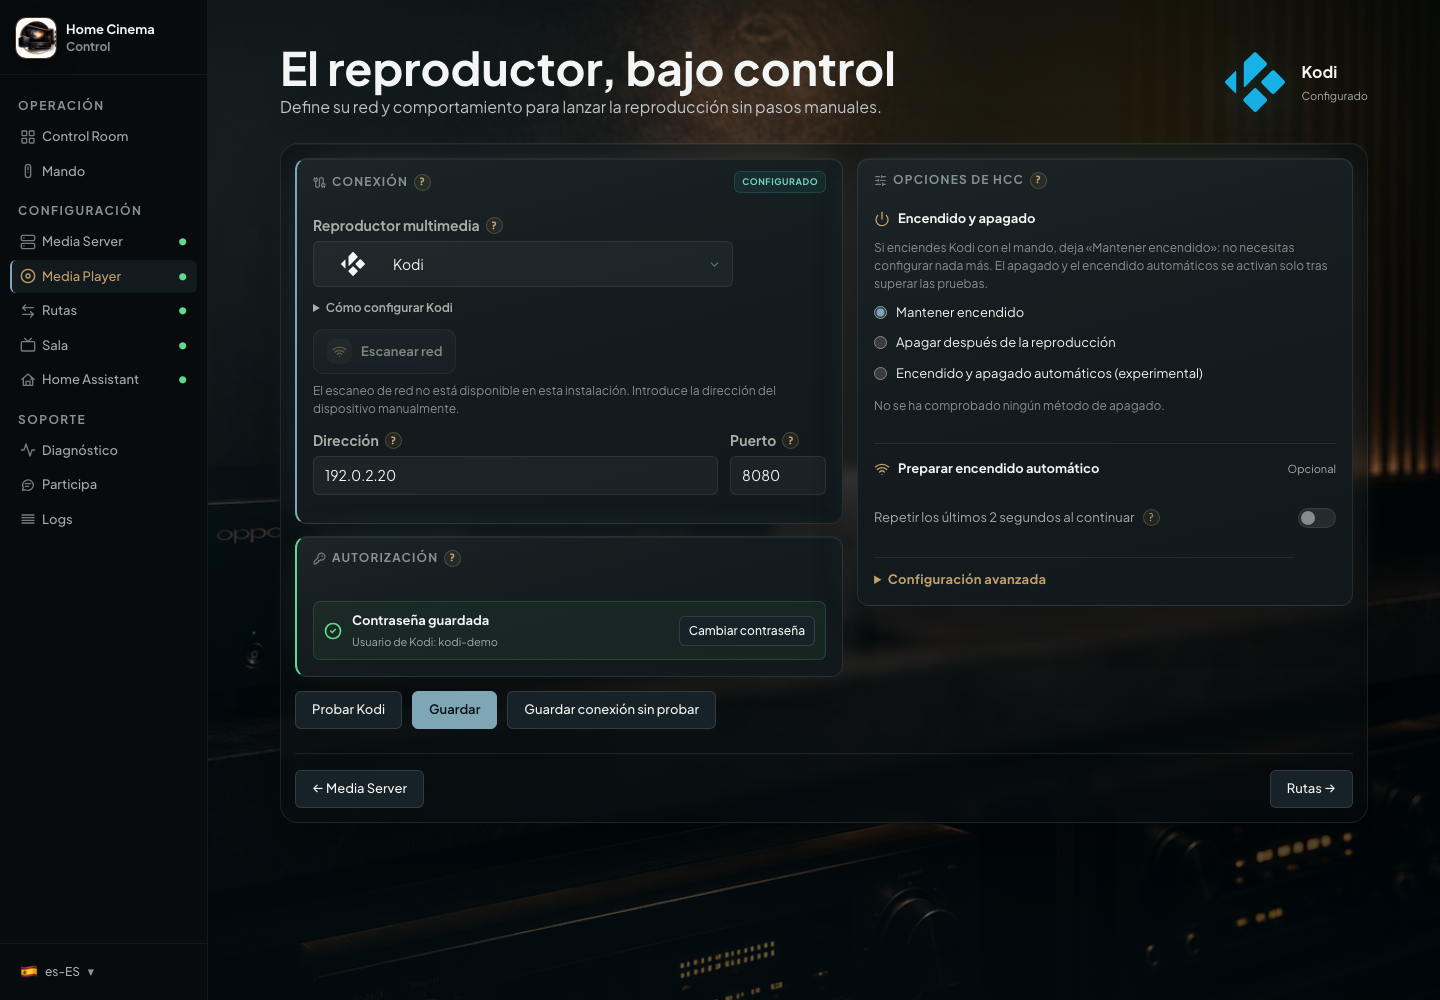 Home Cinema
Control
OPERACIÓN
Control Room
Mando
CONFIGURACIÓN
Media Server
Media Player
Rutas
Sala
Home Assistant
SOPORTE
Diagnóstico
Participa
Logs
es-ES ▾
El reproductor, bajo control
Define su red y comportamiento para lanzar la reproducción sin pasos manuales.
Kodi
Configurado
CONEXIÓN ?
CONFIGURADO
Reproductor multimedia ?
Kodi
Cómo configurar Kodi
Escanear red
El escaneo de red no está disponible en esta instalación. Introduce la dirección del
dispositivo manualmente.
Dirección ? Puerto ?
192.0.2.20 8080
AUTORIZACIÓN ?
Contraseña guardada
Usuario de Kodi: kodi-demo
Cambiar contraseña
Probar Kodi Guardar Guardar conexión sin probar
OPCIONES DE HCC ?
Encendido y apagado
Si enciendes Kodi con el mando, deja «Mantener encendido»: no necesitas
configurar nada más. El apagado y el encendido automáticos se activan solo tras
superar las pruebas.
Mantener encendido
Apagar después de la reproducción
Encendido y apagado automáticos (experimental)
No se ha comprobado ningún método de apagado.
Preparar encendido automático Opcional
Repetir los últimos 2 segundos al continuar ?
Configuración avanzada
← Media Server Rutas →
oppo